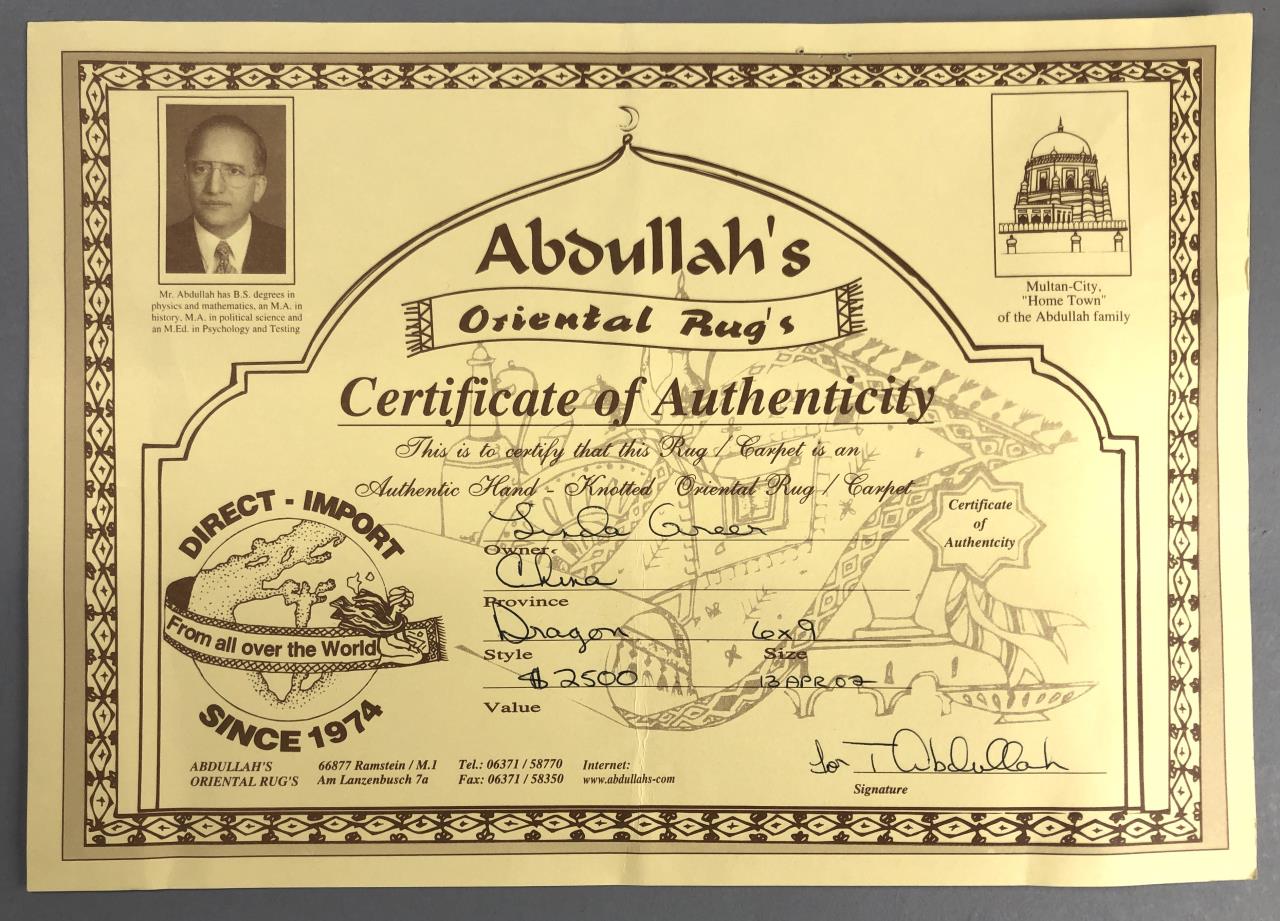 Mr. Abdullah has B.S. degrees in
physics and mathematics, an M.A. in
history, M.A. in political science and
an M.Ed. in Psychology and Testing
Multan-City,
"Home Town"
of the Abdullah family
Abdullah's
Oriental Rug's
Certificate of Authenticity
This is to certify that this Rug / Carpet is an
Authentic Hand - Knotted Oriental Rug / Carpet
Certificate
of
Authentcity
Linda Greer
Owner
China
Province
Dragon 6x9
Style Size
$ 2500 13 APR 02
Value
DIRECT - IMPORT
From all over the World
SINCE 1974
for T Abdullah
Signature
ABDULLAH'S 66877 Ramstein / M.1 Tel.: 06371 / 58770 Internet:
ORIENTAL RUG'S Am Lanzenbusch 7a Fax: 06371 / 58350 www.abdullahs-com